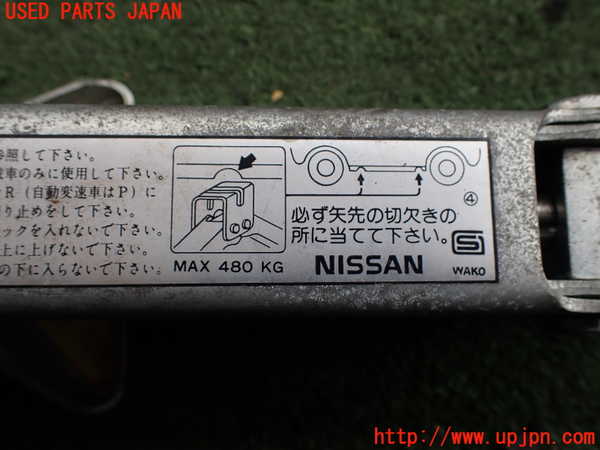 USED PARTS JAPAN
参照して下さい。
車のみに使用して下さい。
R(自動変速車はP)に
り止めをして下さい。
ックを入れないで下さい。
上に上げないで下さい。
の下に入らないで下さい。
MAX 480 KG
④
必ず矢先の切欠きの
所に当てて下さい。
NISSAN
WAKO
http://www.upjpn.com/